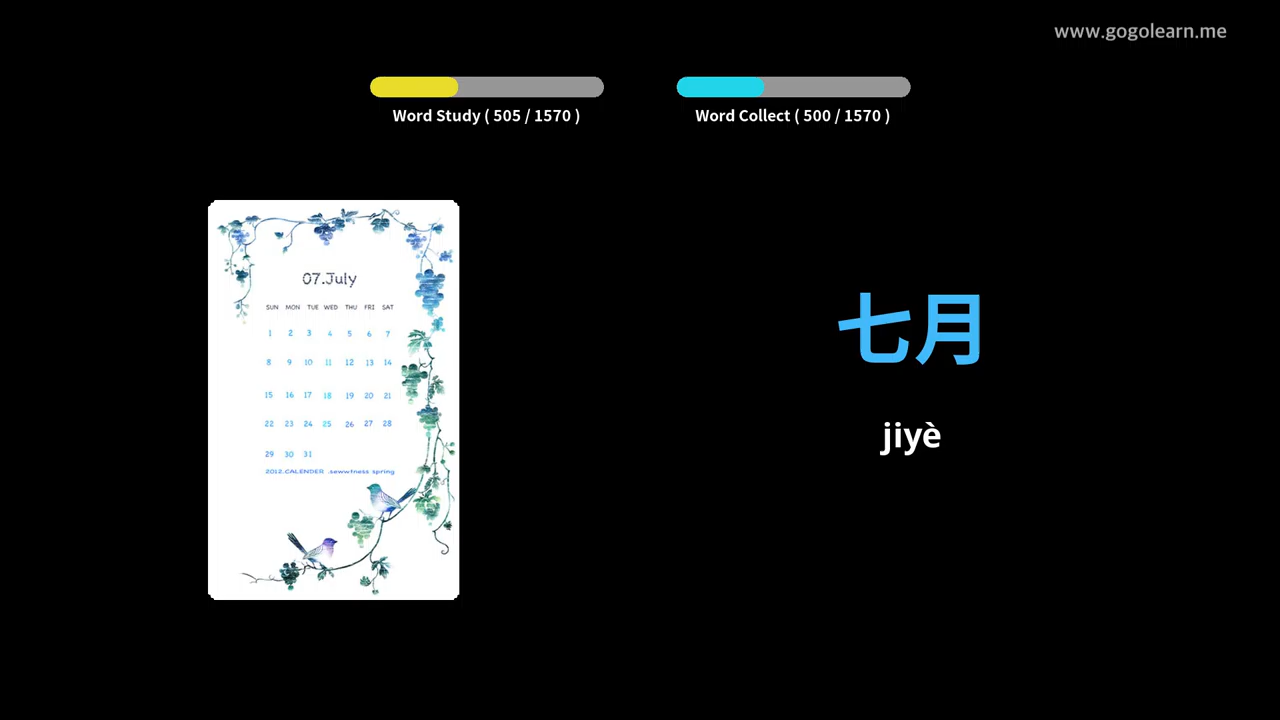 www.gogolearn.me
Word Study ( 505 / 1570 )
Word Collect ( 500 / 1570 )
07.July
SUN MON TUE WED THU FRI SAT
1 2 3 4 5 6 7
8 9 10 11 12 13 14
15 16 17 18 19 20 21
22 23 24 25 26 27 28
29 30 31
2012.CALENDER .sewwtness spring
七月
jiyè